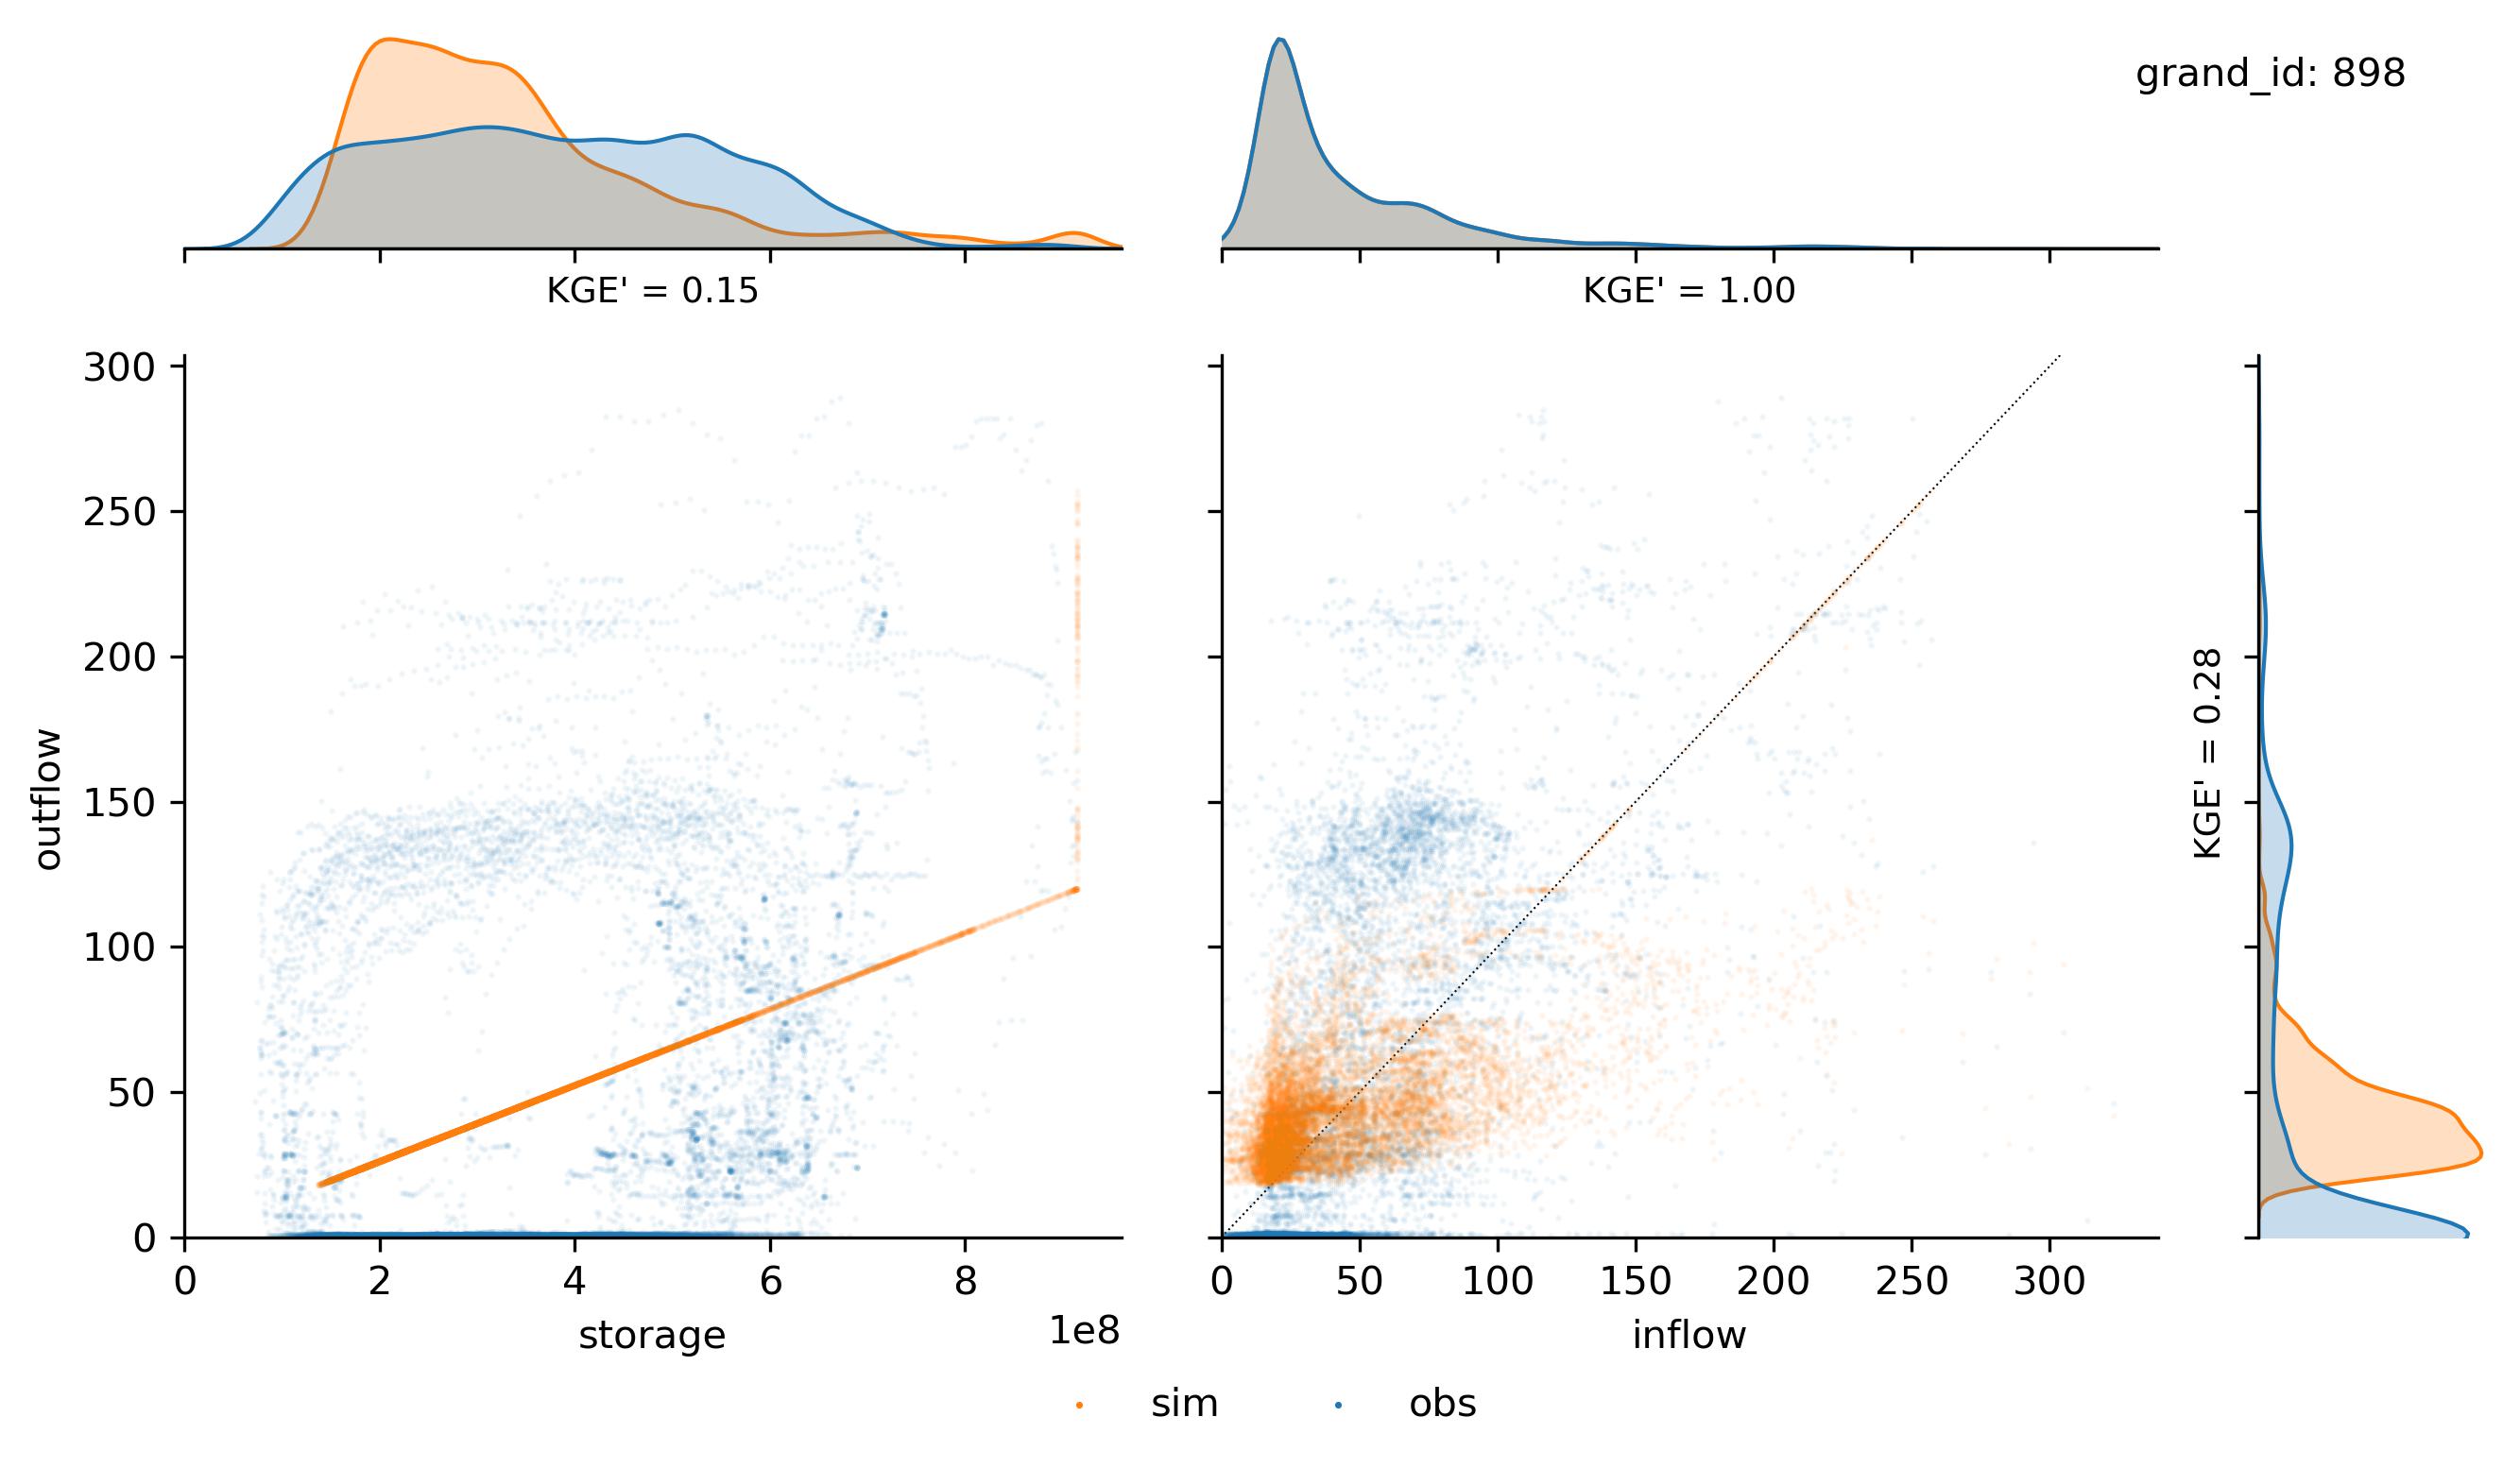 grand_id: 898
KGE' = 0.15
KGE' = 1.00
300
250
200
150
100
50
0
outflow
KGE' = 0.28
0 2 4 6 8
0 50 100 150 200 250 300
1e8
storage
inflow
sim obs